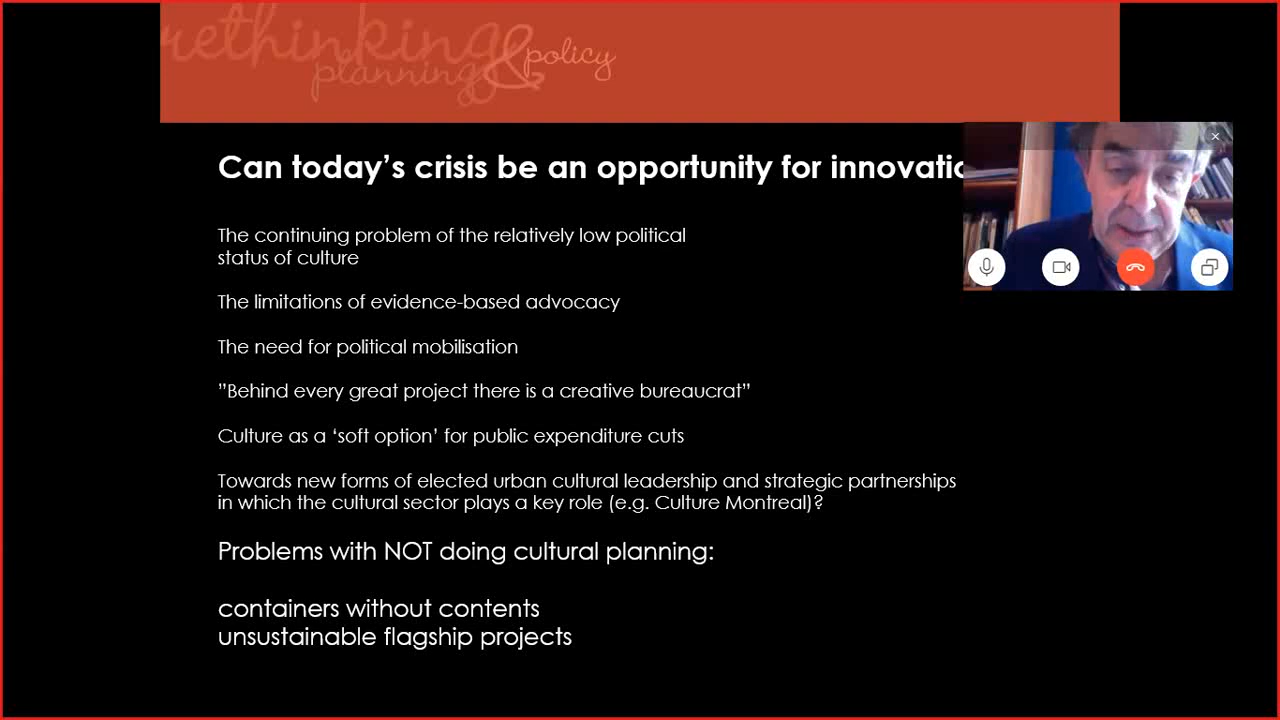 rethinking
planning & policy
Can today’s crisis be an opportunity for innovatio
The continuing problem of the relatively low political
status of culture
The limitations of evidence-based advocacy
The need for political mobilisation
”Behind every great project there is a creative bureaucrat”
Culture as a ‘soft option’ for public expenditure cuts
Towards new forms of elected urban cultural leadership and strategic partnerships
in which the cultural sector plays a key role (e.g. Culture Montreal)?
Problems with NOT doing cultural planning:
containers without contents
unsustainable flagship projects